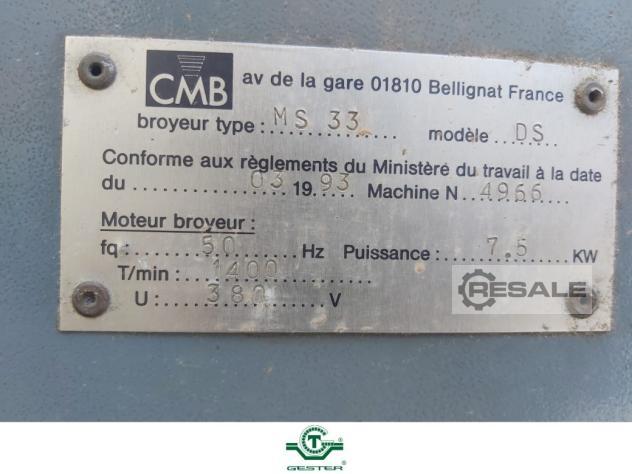 CMB
av de la gare 01810 Bellignat France
broyeur type : MS 33 modèle DS
Conforme aux règlements du Ministère du travail à la date
du 03 19 93 Machine N 4966
Moteur broyeur :
fq : 50 Hz Puissance : 7.5 KW
T/min : 1400
U : 380 V
RESALE
T
GESTER